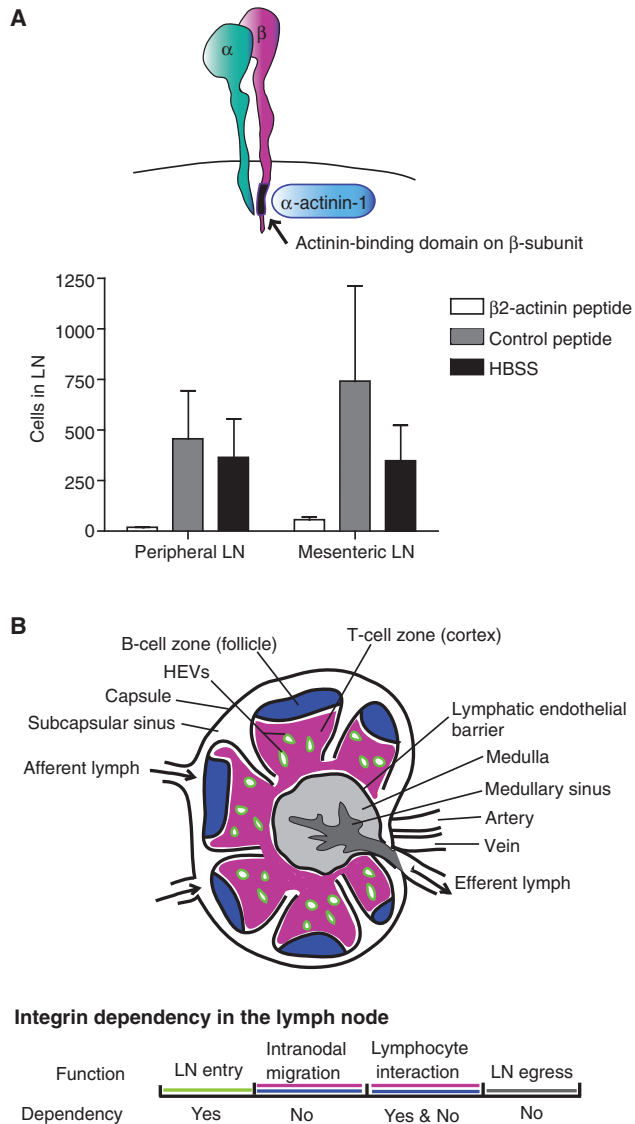 A
α
β
α-actinin-1
Actinin-binding domain on β-subunit
1250
1000
750
500
250
0
Cells in LN
Peripheral LN
Mesenteric LN
β2-actinin peptide
Control peptide
HBSS
B
B-cell zone (follicle)
T-cell zone (cortex)
HEVs
Capsule
Subcapsular sinus
Afferent lymph
Lymphatic endothelial
barrier
Medulla
Medullary sinus
Artery
Vein
Efferent lymph
Integrin dependency in the lymph node
Function
LN entry
Intranodal
migration
Lymphocyte
interaction
LN egress
Dependency
Yes
No
Yes & No
No